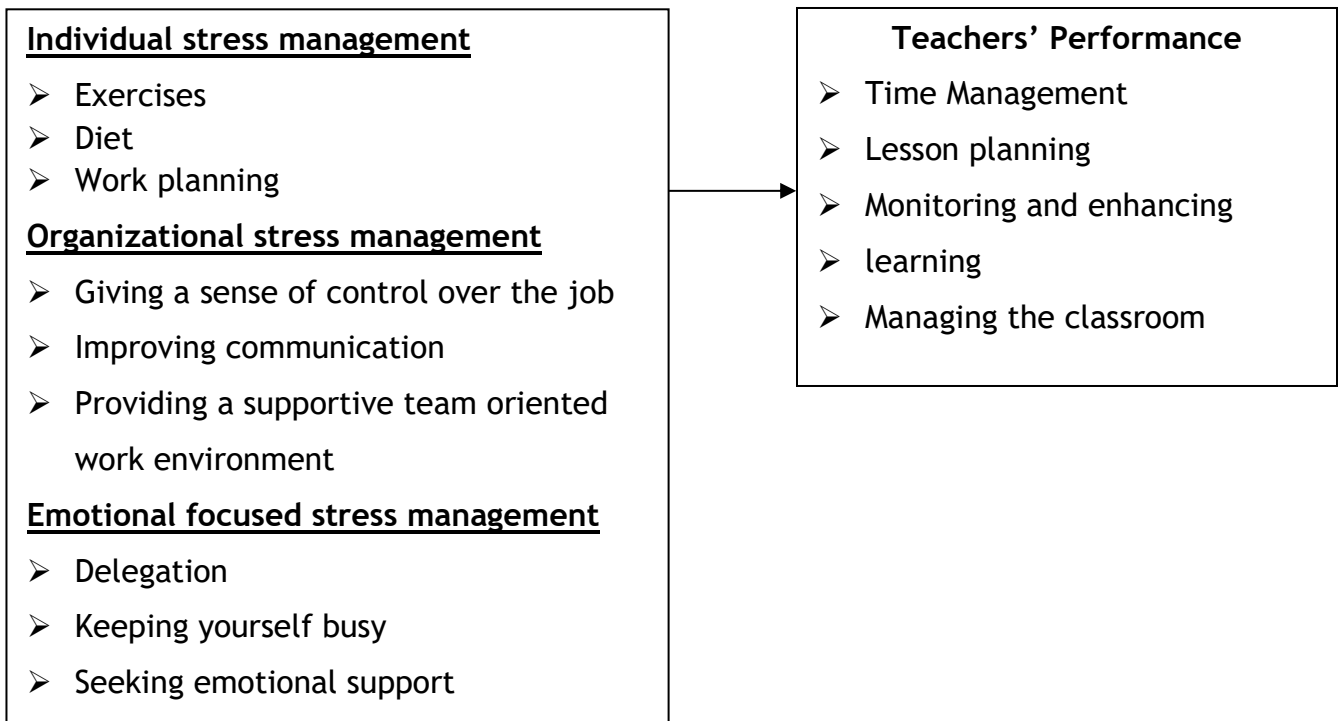 Individual stress management
➢ Exercises
➢ Diet
➢ Work planning
Organizational stress management
➢ Giving a sense of control over the job
➢ Improving communication
➢ Providing a supportive team oriented
work environment
Emotional focused stress management
➢ Delegation
➢ Keeping yourself busy
➢ Seeking emotional support
Teachers’ Performance
➢ Time Management
➢ Lesson planning
➢ Monitoring and enhancing
➢ learning
➢ Managing the classroom